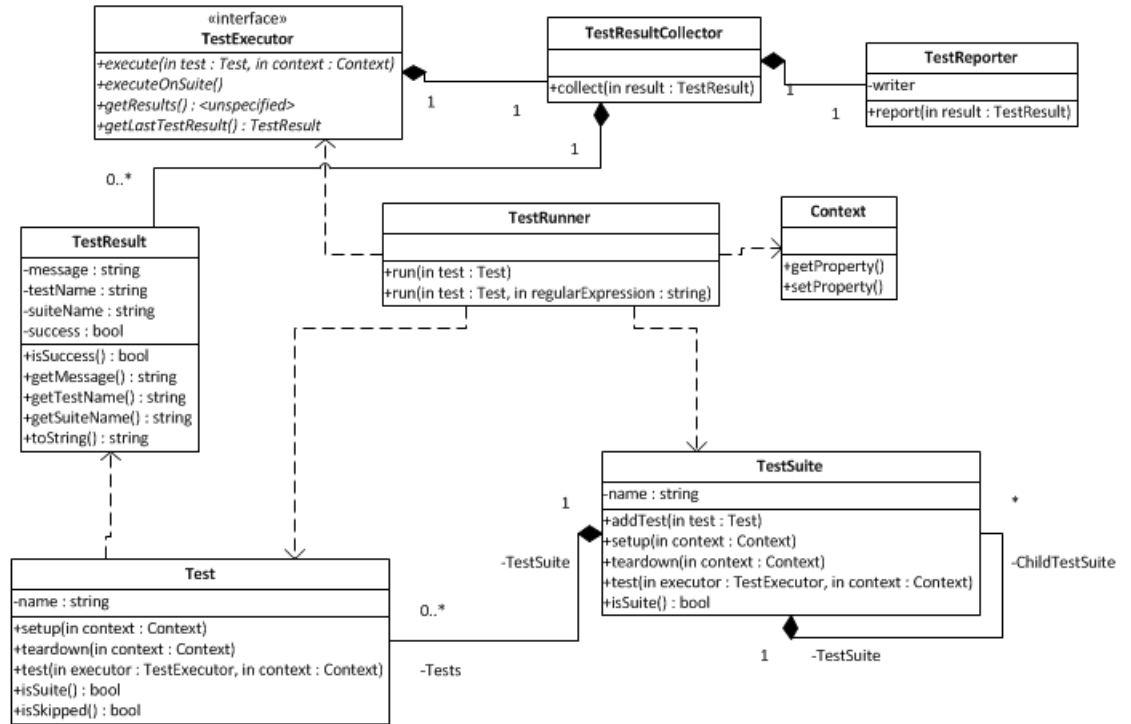 «interface»
TestExecutor
+execute(in test : Test, in context : Context)
+executeOnSuite()
+getResults() : <unspecified>
+getLastTestResult() : TestResult
1
1
TestResultCollector
+collect(in result : TestResult)
1
1
TestReporter
-writer
+report(in result : TestResult)
1
0..*
TestRunner
+run(in test : Test)
+run(in test : Test, in regularExpression : string)
Context
+getProperty()
+setProperty()
TestResult
-message : string
-testName : string
-suiteName : string
-success : bool
+isSuccess() : bool
+getMessage() : string
+getTestName() : string
+getSuiteName() : string
+toString() : string
TestSuite
-name : string
+addTest(in test : Test)
+setup(in context : Context)
+teardown(in context : Context)
+test(in executor : TestExecutor, in context : Context)
+isSuite() : bool
1
-TestSuite
*
-ChildTestSuite
1
-TestSuite
0..*
-Tests
Test
-name : string
+setup(in context : Context)
+teardown(in context : Context)
+test(in executor : TestExecutor, in context : Context)
+isSuite() : bool
+isSkipped() : bool